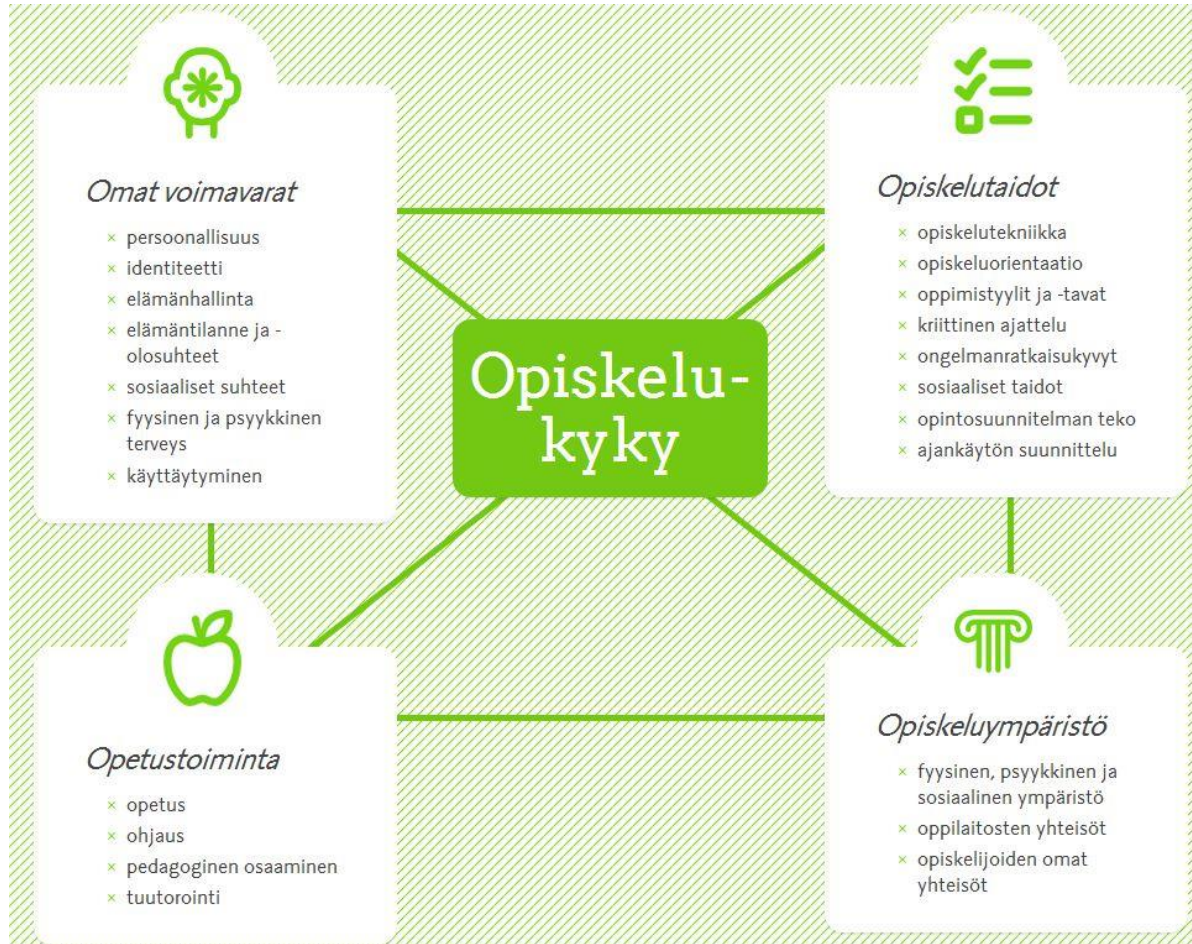 Omat voimavarat
× persoonallisuus
× identiteetti
× elämänhallinta
× elämäntilanne ja -
olosuhteet
× sosiaaliset suhteet
× fyysinen ja psyykkinen
terveys
× käyttäytyminen
Opiskelutaidot
× opiskelutekniikka
× opiskeluorientaatio
× oppimistyylit ja -tavat
× kriittinen ajattelu
× ongelmanratkaisukyvyt
× sosiaaliset taidot
× opintosuunnitelman teko
× ajankäytön suunnittelu
Opiskelu-
kyky
Opetustoiminta
× opetus
× ohjaus
× pedagoginen osaaminen
× tuutorointi
Opiskeluympäristö
× fyysinen, psyykkinen ja
sosiaalinen ympäristö
× oppilaitosten yhteisöt
× opiskelijoiden omat
yhteisöt